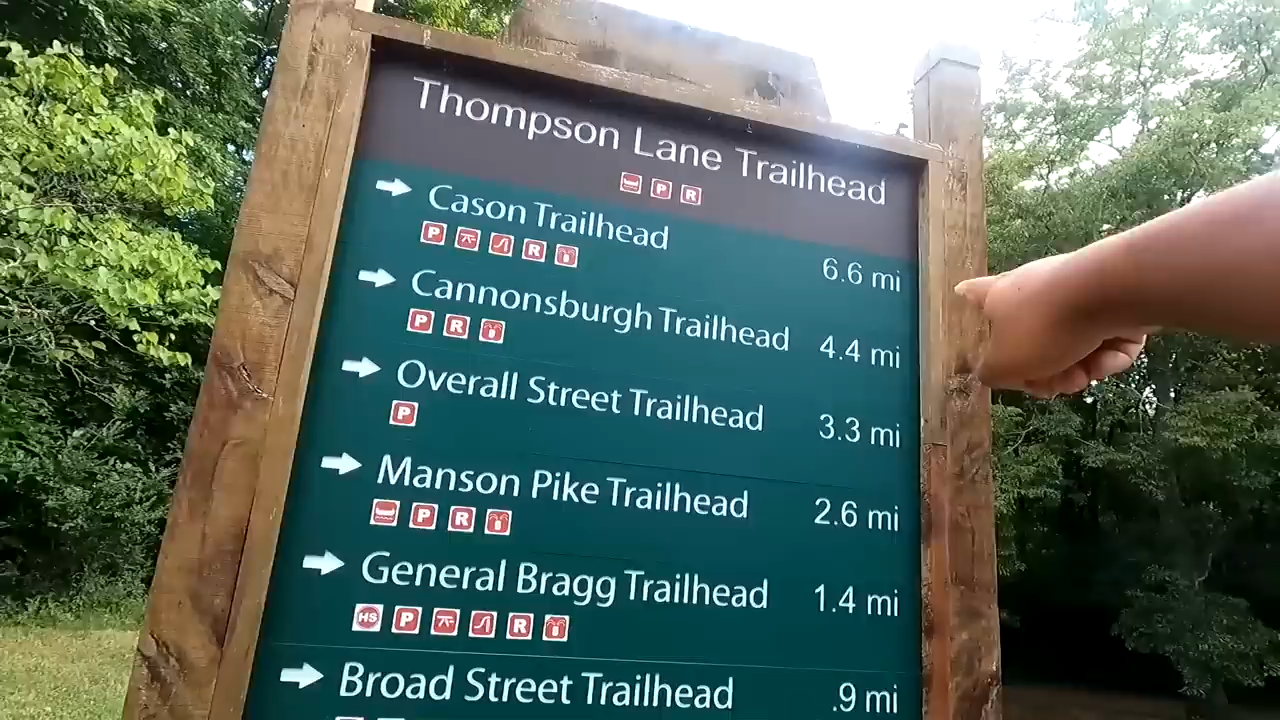 Thompson Lane Trailhead
P R
Cason Trailhead 6.6 mi
P R
Cannonsburgh Trailhead 4.4 mi
P R
Overall Street Trailhead 3.3 mi
P
Manson Pike Trailhead 2.6 mi
P R
General Bragg Trailhead 1.4 mi
HS P R
Broad Street Trailhead .9 mi